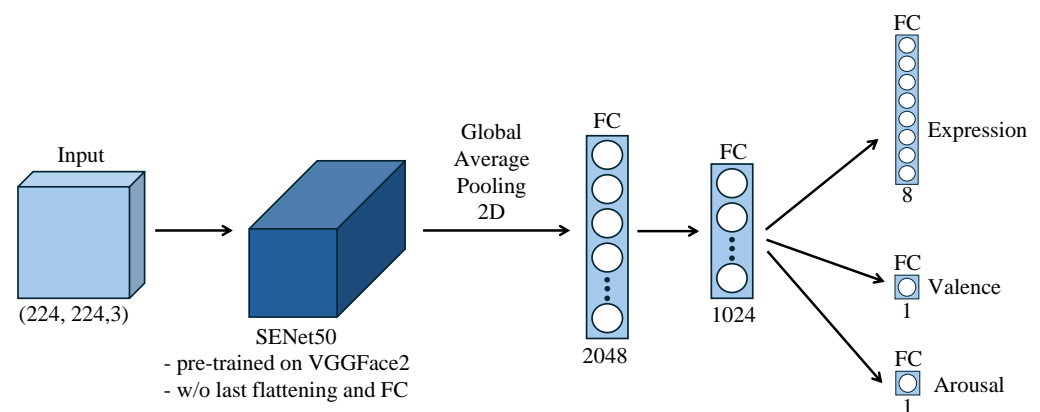 Input
(224, 224,3)
SENet50
- pre-trained on VGGFace2
- w/o last flattening and FC
Global
Average
Pooling
2D
FC
2048
FC
1024
FC
Expression
8
FC
Valence
1
FC
Arousal
1